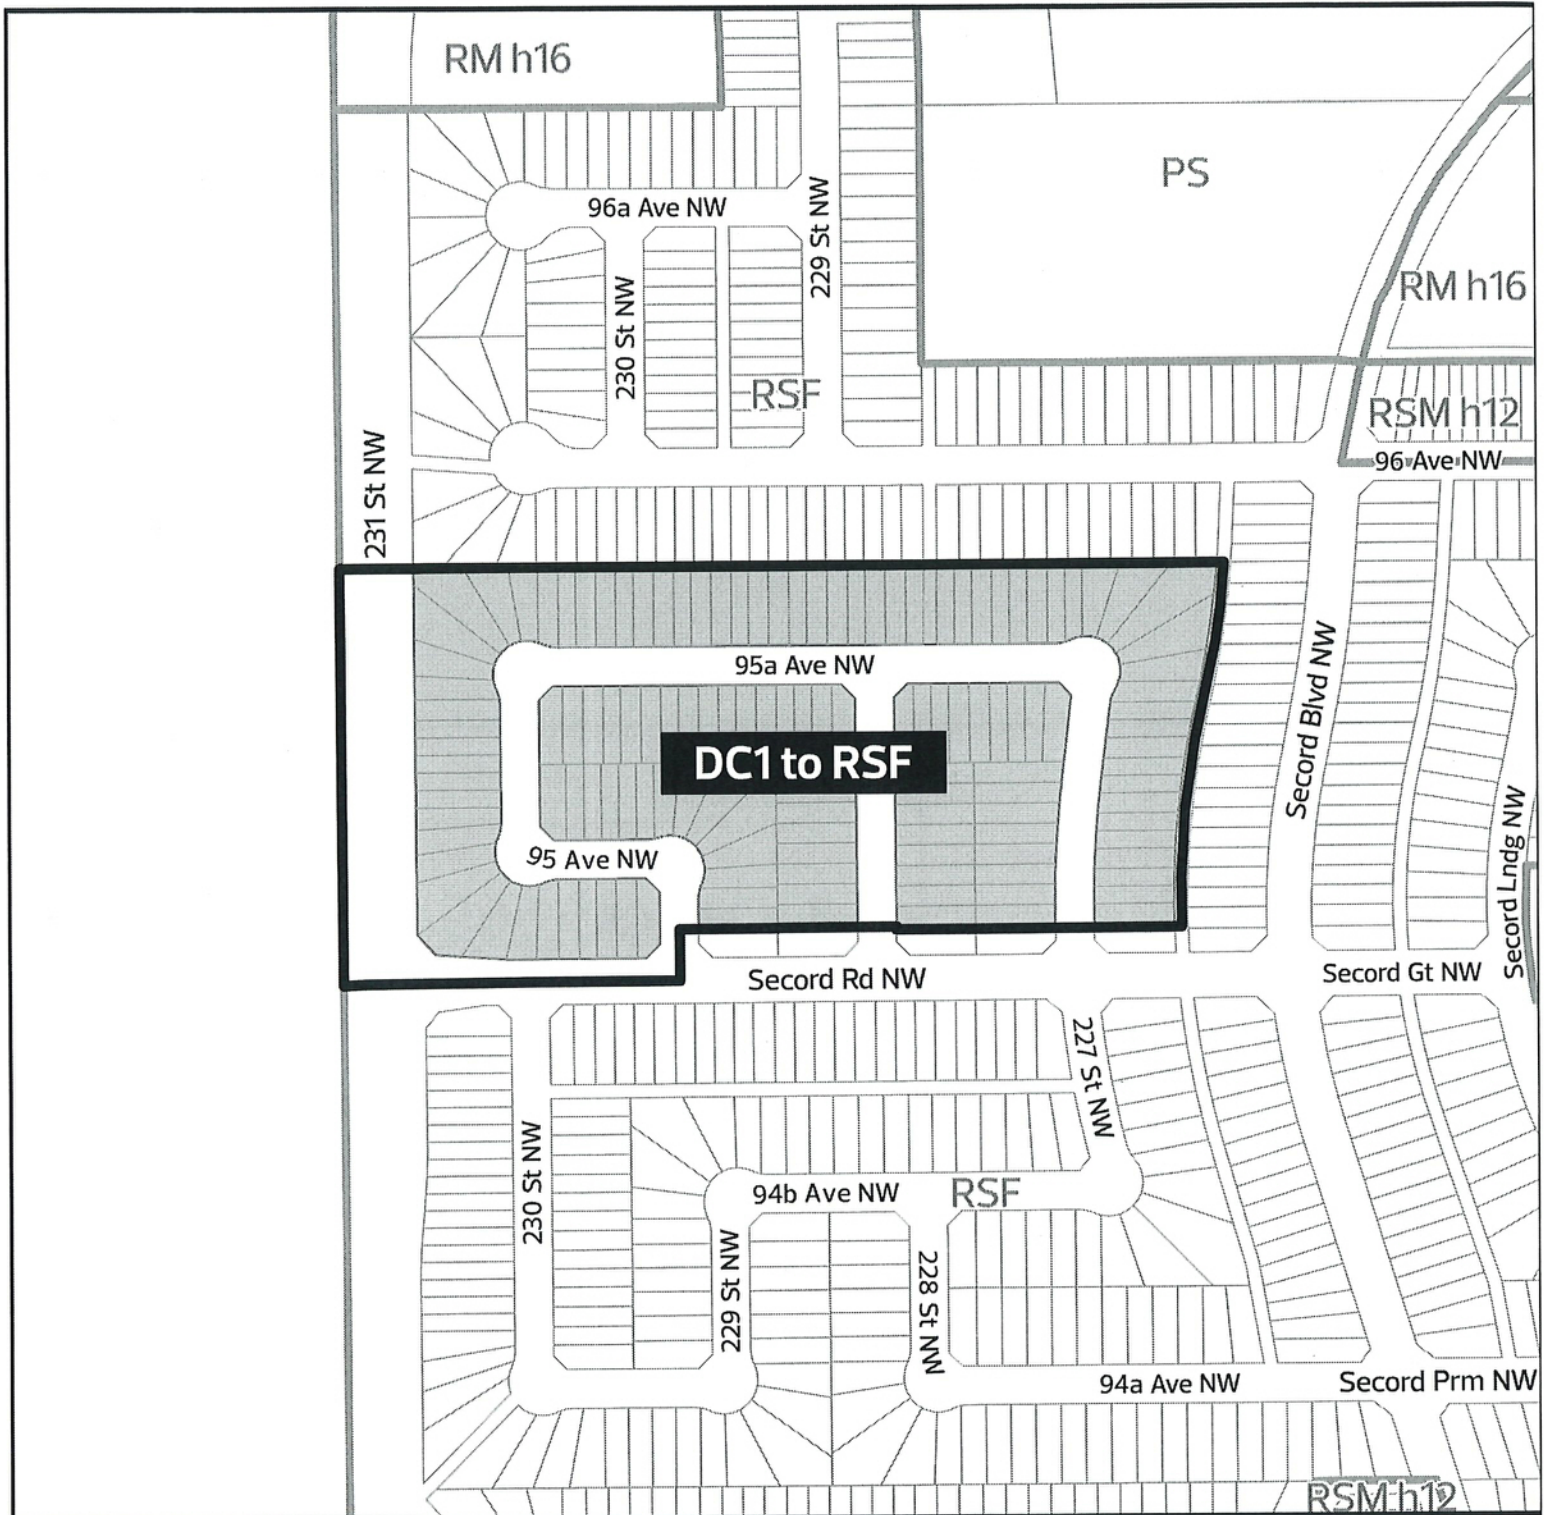 RM h16
PS
96a Ave NW
229 St NW
RM h16
230 St NW
RSF
RSM h12
96 Ave NW
231 St NW
95a Ave NW
Secord Blvd NW
DC1 to RSF
95 Ave NW
Secord Lndg NW
Secord Rd NW
Secord Gt NW
227 St NW
230 St NW
94b Ave NW
RSF
229 St NW
228 St NW
94a Ave NW
Secord Prm NW
RSM h12